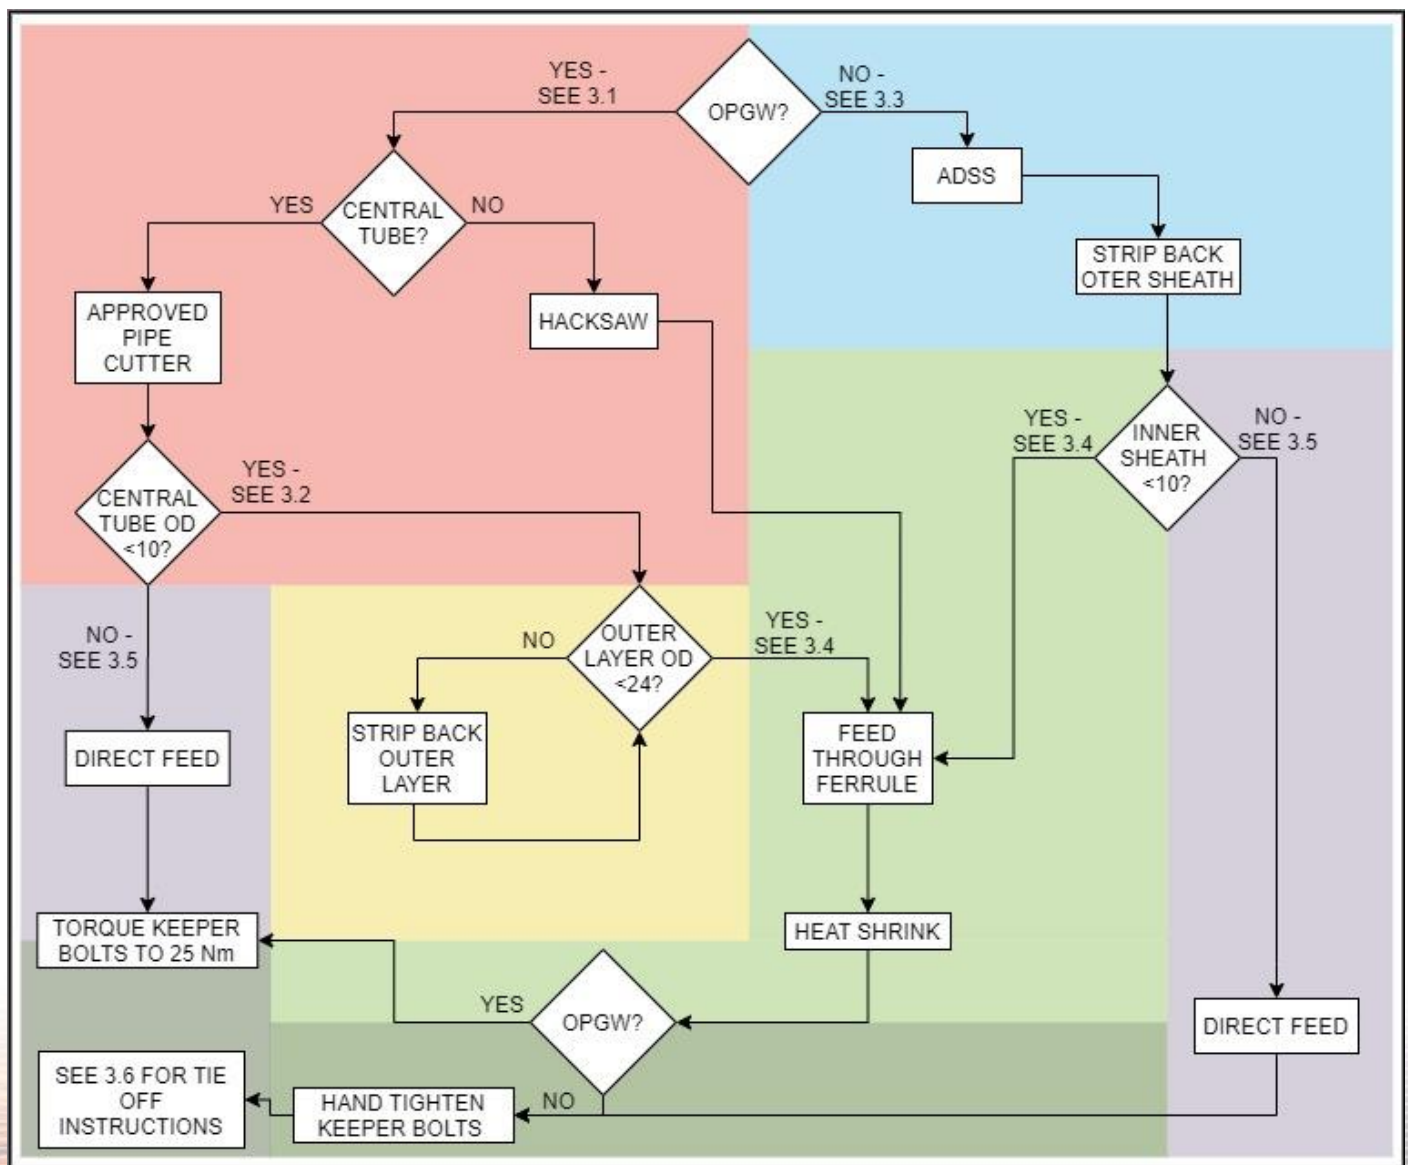 YES -
SEE 3.1
OPGW?
NO -
SEE 3.3
ADSS
YES
CENTRAL
TUBE?
NO
STRIP BACK
OTER SHEATH
APPROVED
PIPE
CUTTER
HACKSAW
YES -
SEE 3.4
INNER
SHEATH
<10?
NO -
SEE 3.5
CENTRAL
TUBE OD
<10?
YES -
SEE 3.2
NO -
SEE 3.5
NO
OUTER
LAYER OD
<24?
YES -
SEE 3.4
DIRECT FEED
STRIP BACK
OUTER
LAYER
FEED
THROUGH
FERRULE
TORQUE KEEPER
BOLTS TO 25 Nm
HEAT SHRINK
YES
OPGW?
DIRECT FEED
SEE 3.6 FOR TIE
OFF
INSTRUCTIONS
HAND TIGHTEN
KEEPER BOLTS
NO